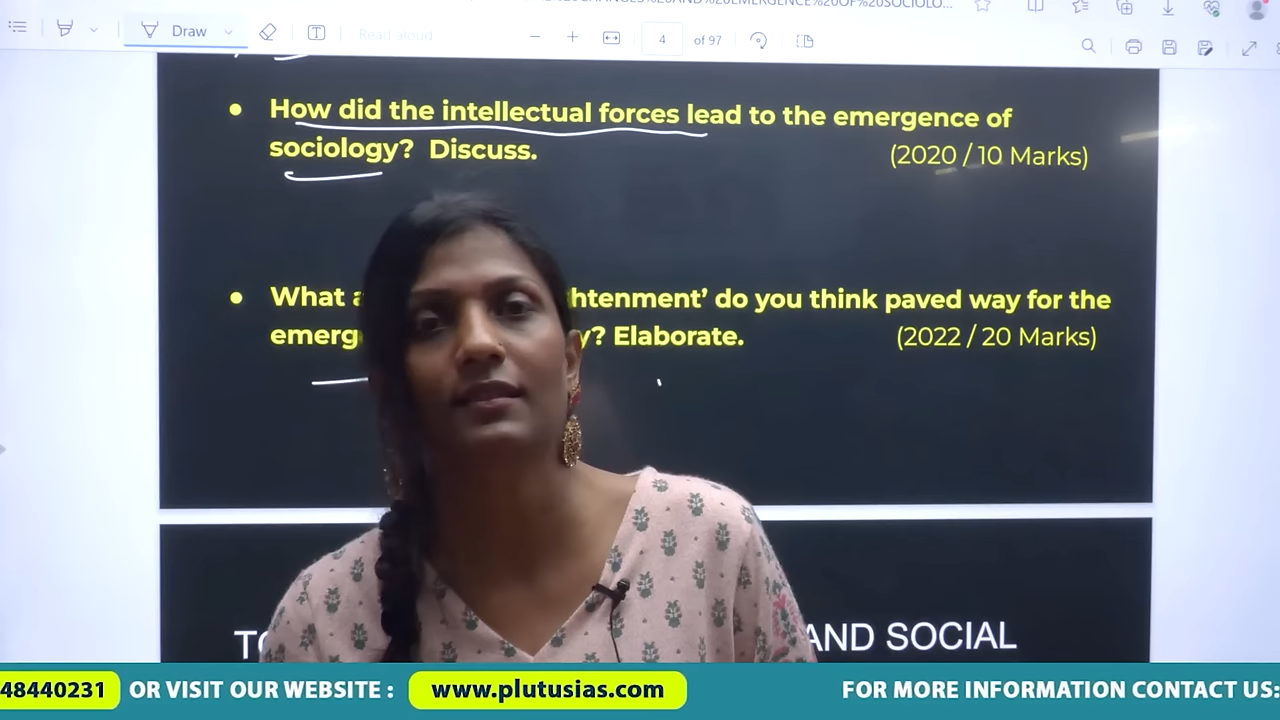 Draw
Read aloud
4
of 97
How did the intellectual forces lead to the emergence of
sociology? Discuss.
(2020 / 10 Marks)
What
htenment' do you think paved way for the
? Elaborate.
(2022 / 20 Marks)
AND SOCIAL
48440231
OR VISIT OUR WEBSITE :
www.plutusias.com
FOR MORE INFORMATION CONTACT US: